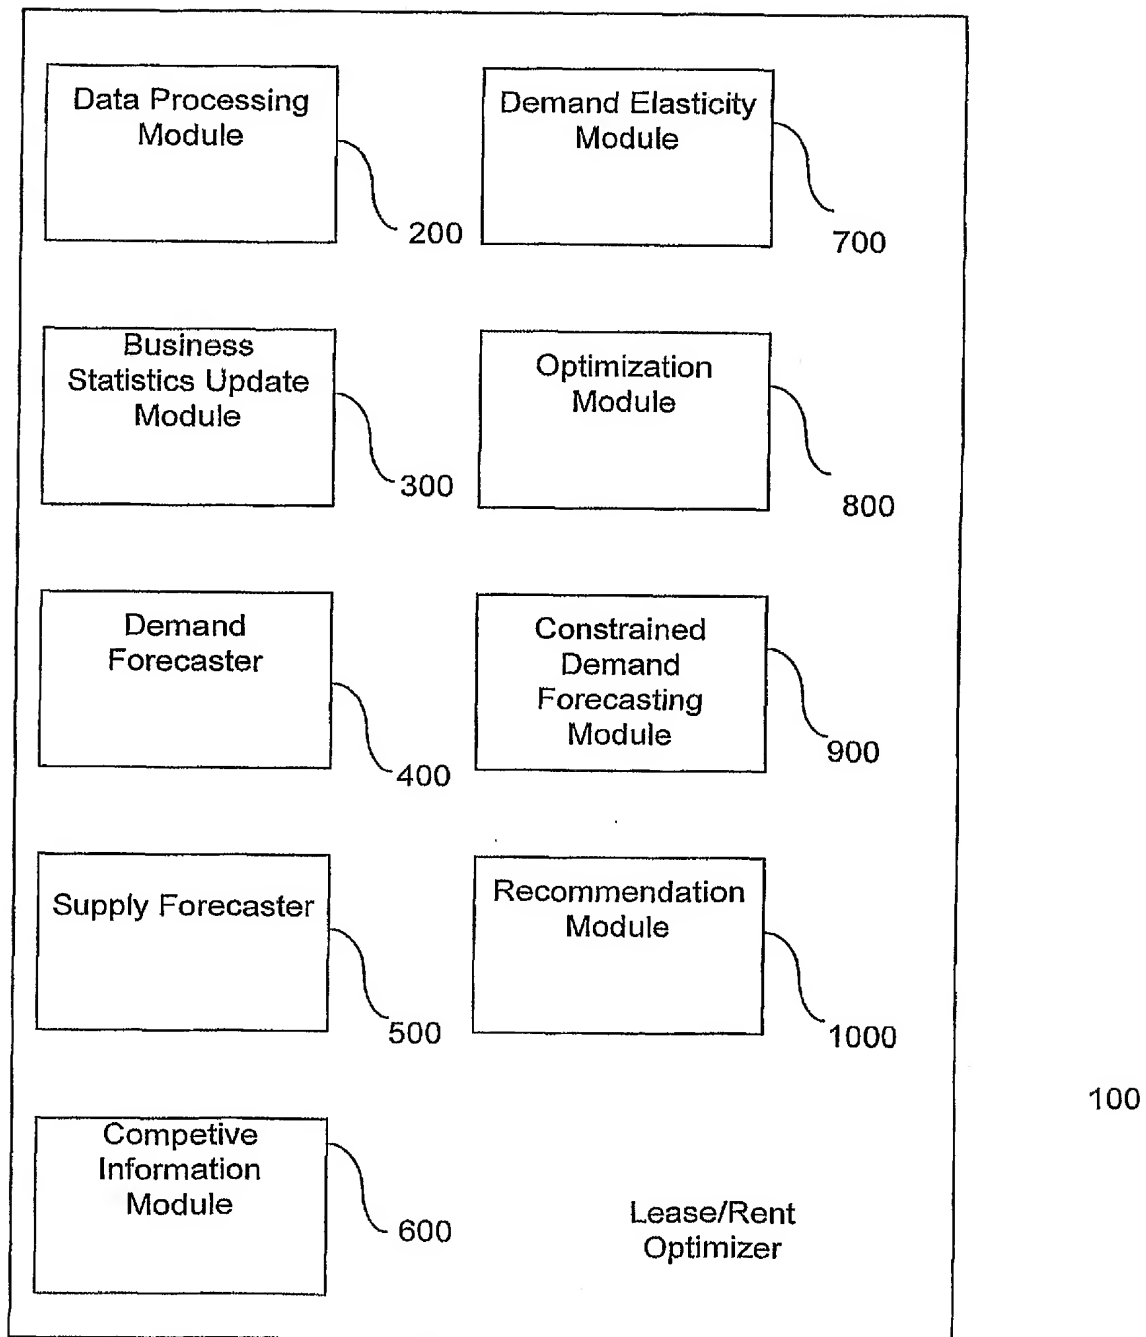 Data Processing
Module
200
Demand Elasticity
Module
700
Business
Statistics Update
Module
300
Optimization
Module
800
Demand
Forecaster
400
Constrained
Demand
Forecasting
Module
900
Supply Forecaster
500
Recommendation
Module
1000
Competive
Information
Module
600
Lease/Rent
Optimizer
100